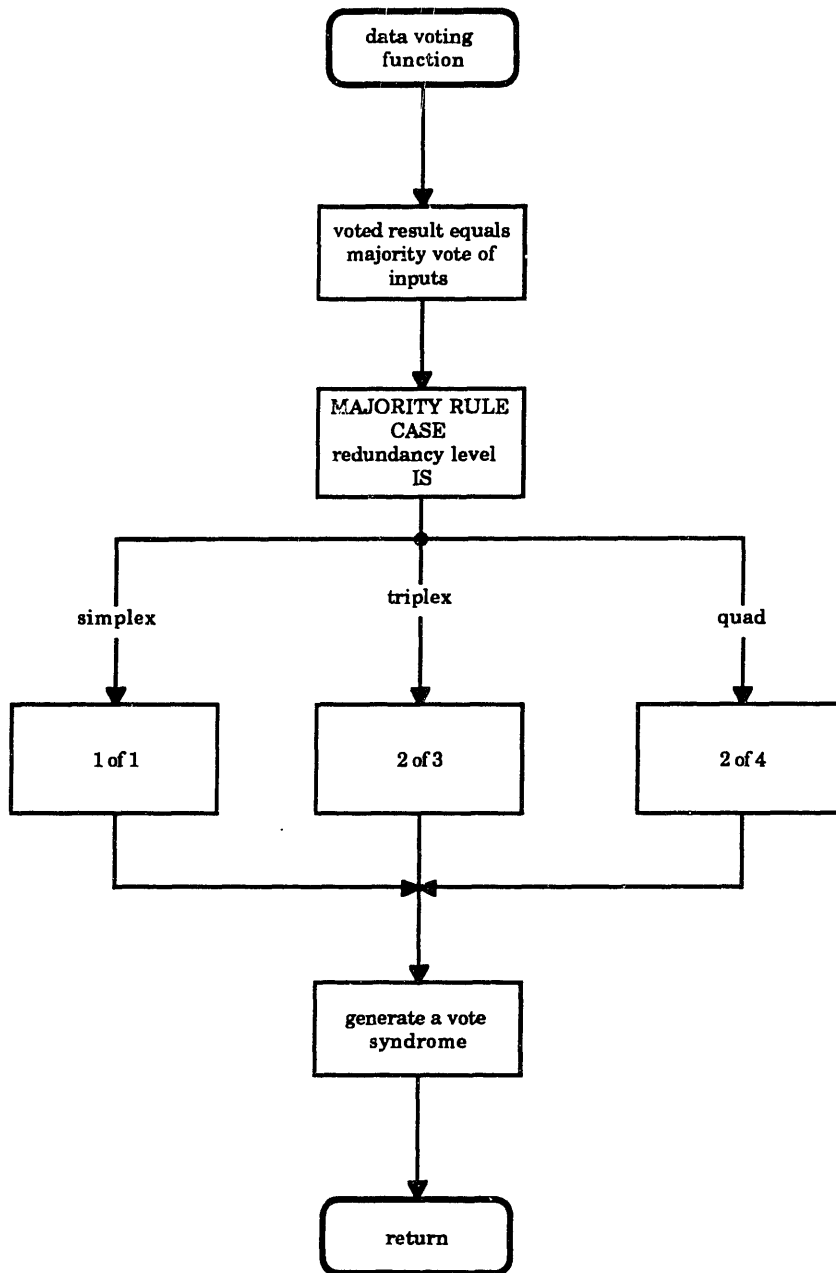 data voting
function
voted result equals
majority vote of
inputs
MAJORITY RULE
CASE
redundancy level
IS
simplex
triplex
quad
1 of 1
2 of 3
2 of 4
generate a vote
syndrome
return